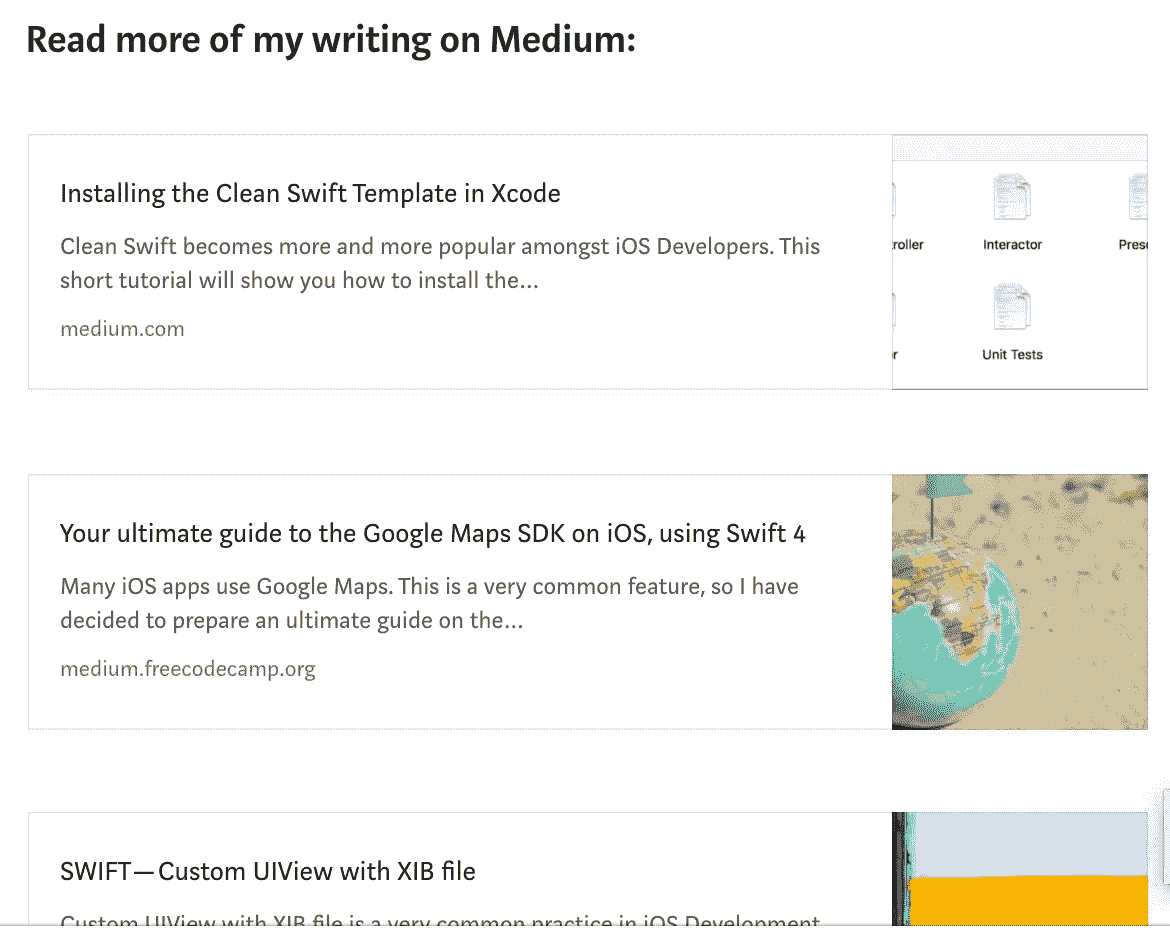 Read more of my writing on Medium:
Installing the Clean Swift Template in Xcode
Clean Swift becomes more and more popular amongst iOS Developers. This
short tutorial will show you how to install the...
medium.com
roller
Interactor
Prese
r
Unit Tests
Your ultimate guide to the Google Maps SDK on iOS, using Swift 4
Many iOS apps use Google Maps. This is a very common feature, so I have
decided to prepare an ultimate guide on the...
medium.freecodecamp.org
SWIFT — Custom UIView with XIB file
Custom UIView with XIB file is a very common practice in iOS Development